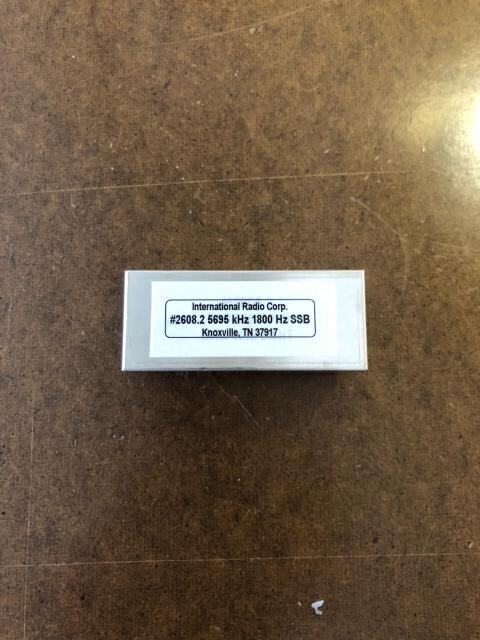 International Radio Corp.
#2608.2 5695 kHz 1800 Hz SSB
Knoxville, TN 37917